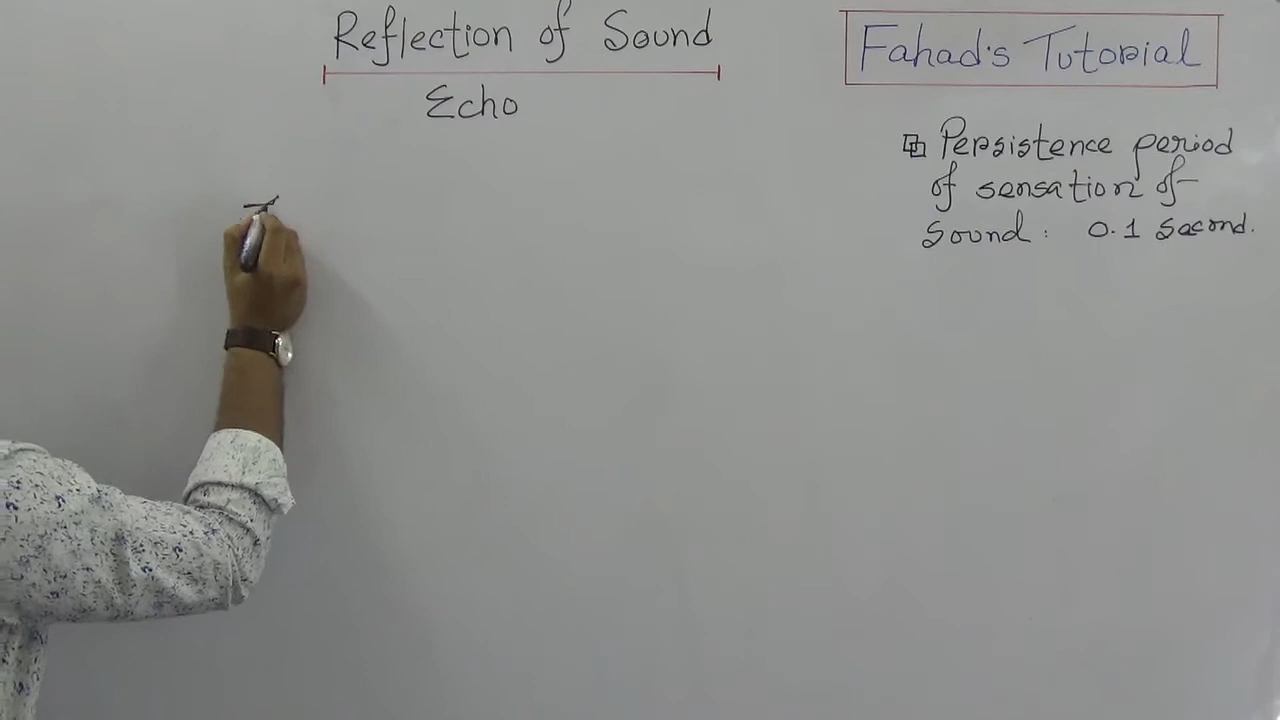 Reflection of Sound
Echo
Fahad's Tutorial
Persistence period
of sensation of
sound: 0.1 second.